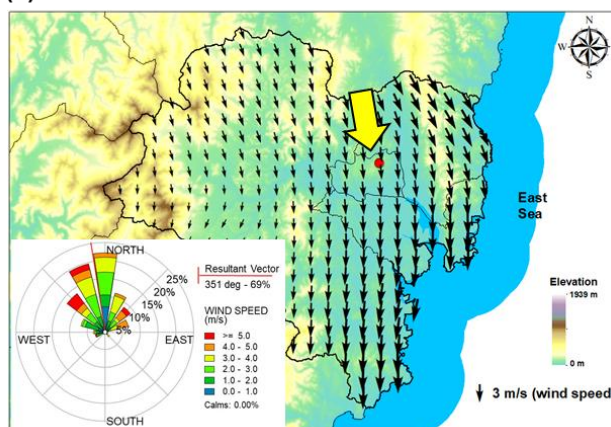 N
W E
S
East
Sea
Elevation
1939 m
0 m
3 m/s (wind speed
NORTH
25%
20%
15%
10%
5%
WEST
EAST
SOUTH
Resultant Vector
351 deg - 69%
WIND SPEED
(m/s)
>= 5.0
4.0 - 5.0
3.0 - 4.0
2.0 - 3.0
1.0 - 2.0
0.0 - 1.0
Calms: 0.00%